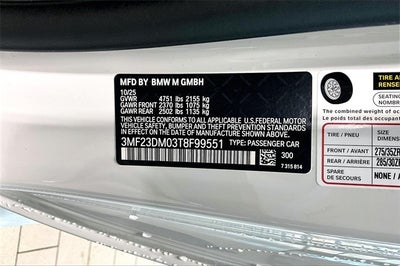 MFD BY BMW M GMBH
10/25
GVWR 4751 lbs 2155 kg
GAWR FRONT 2370 lbs 1075 kg
GAWR REAR 2502 lbs 1135 kg
THIS VEHICLE CONFORMS TO ALL APPLICABLE U.S.FEDERAL MOTOR
VEHICLE SAFETY, BUMPER, AND THEFT PREVENTION STANDARDS
IN EFFECT ON THE DATE OF MANUFACTURE SHOWN ABOVE.
3MF23DM03T8F99551 TYPE: PASSENGER CAR
300
7 315 814
TIRE A
RENSE
SEATING
NOMBRE
The combined weight of oc
Le poids total des occupant
TIRE / PNEU
SIZE
DIMENS
FRONT / AVANT 275/35ZR
REAR / ARRIÈRE 285/30Z
SPARE
DE SECOURS
NONE /